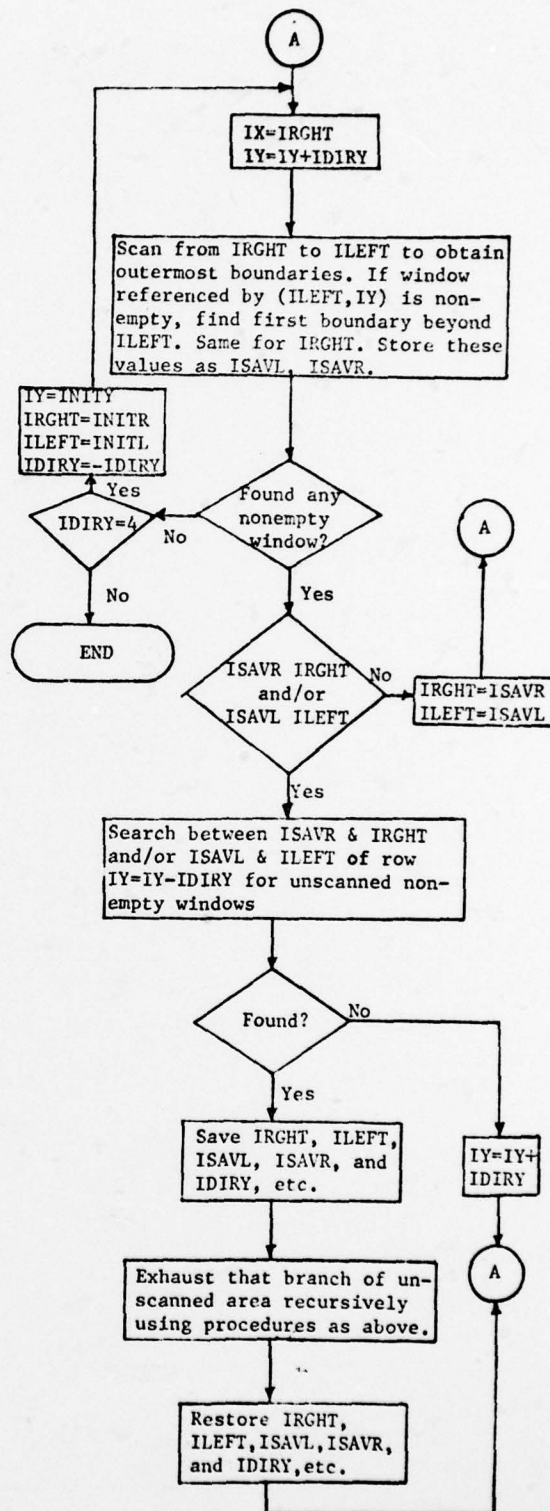 A
IX=IRGHT
IY=IY+IDIRY
Scan from IRGHT to ILEFT to obtain
outermost boundaries. If window
referenced by (ILEFT,IY) is non-
empty, find first boundary beyond
ILEFT. Same for IRGHT. Store these
values as ISAVL, ISAVR.
IY=INITY
IRGHT=INITR
ILEFT=INITL
IDIRY=-IDIRY
Yes
IDIRY=4
No
Found any
nonempty
window?
A
No
END
Yes
ISAVR IRGHT
and/or
ISAVL ILEFT
No
IRGHT=ISAVR
ILEFT=ISAVL
Yes
Search between ISAVR & IRGHT
and/or ISAVL & ILEFT of row
IY=IY-IDIRY for unscanned non-
empty windows
Found?
No
Yes
Save IRGHT, ILEFT,
ISAVL, ISAVR, and
IDIRY, etc.
IY=IY+
IDIRY
A
Exhaust that branch of un-
scanned area recursively
using procedures as above.
Restore IRGHT,
ILEFT,ISAVL,ISAVR,
and IDIRY,etc.